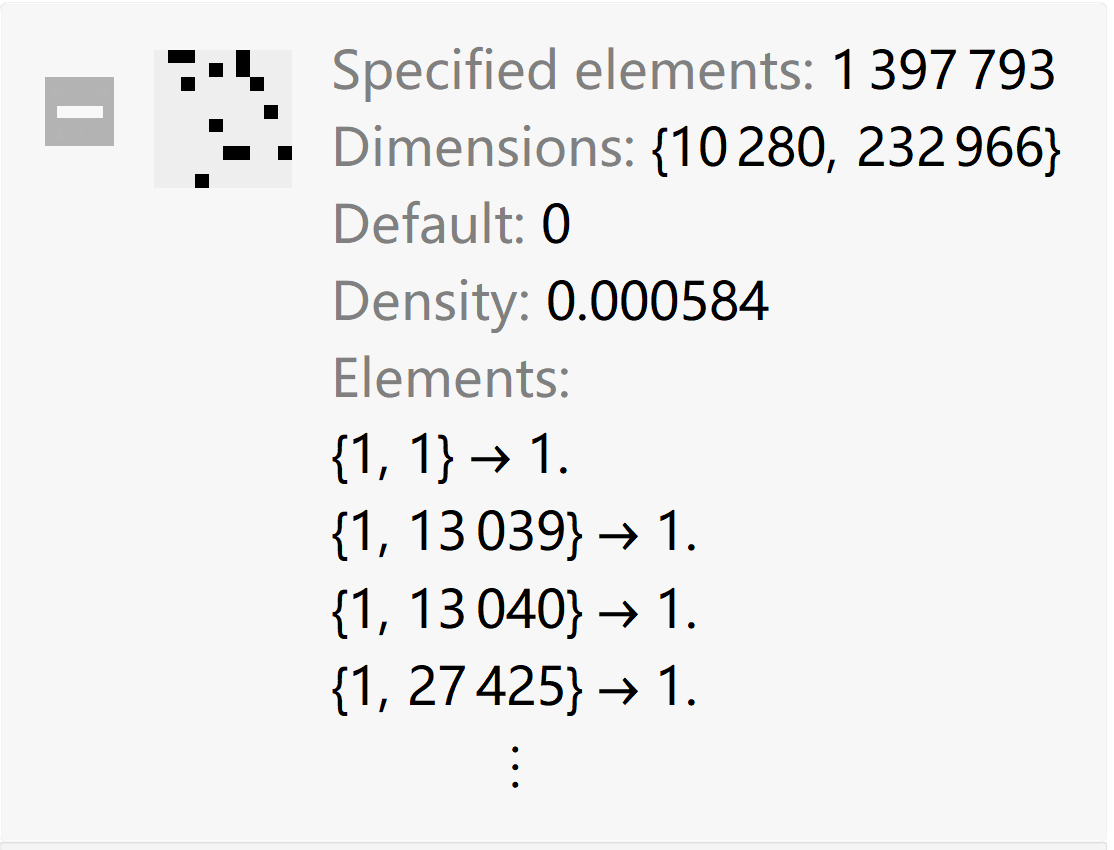 Specified elements: 1 397 793
Dimensions: {10 280, 232 966}
Default: 0
Density: 0.000584
Elements:
{1, 1} → 1.
{1, 13 039} → 1.
{1, 13 040} → 1.
{1, 27 425} → 1.
⋮